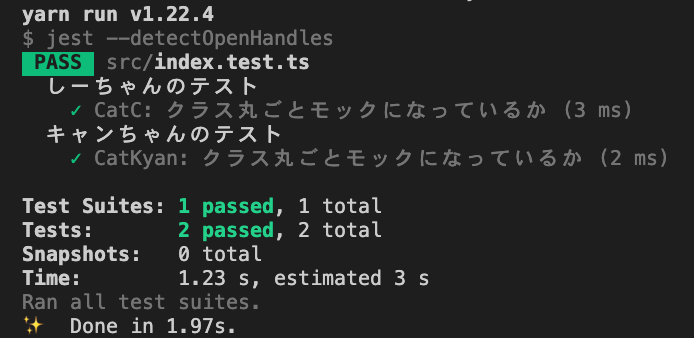 yarn run v1.22.4
$ jest --detectOpenHandles
PASS src/index.test.ts
しーちゃんのテスト
✓ CatC: クラス丸ごとモックになっているか (3 ms)
キャンちゃんのテスト
✓ CatKyan: クラス丸ごとモックになっているか (2 ms)
Test Suites: 1 passed, 1 total
Tests: 2 passed, 2 total
Snapshots: 0 total
Time: 1.23 s, estimated 3 s
Ran all test suites.
✨ Done in 1.97s.